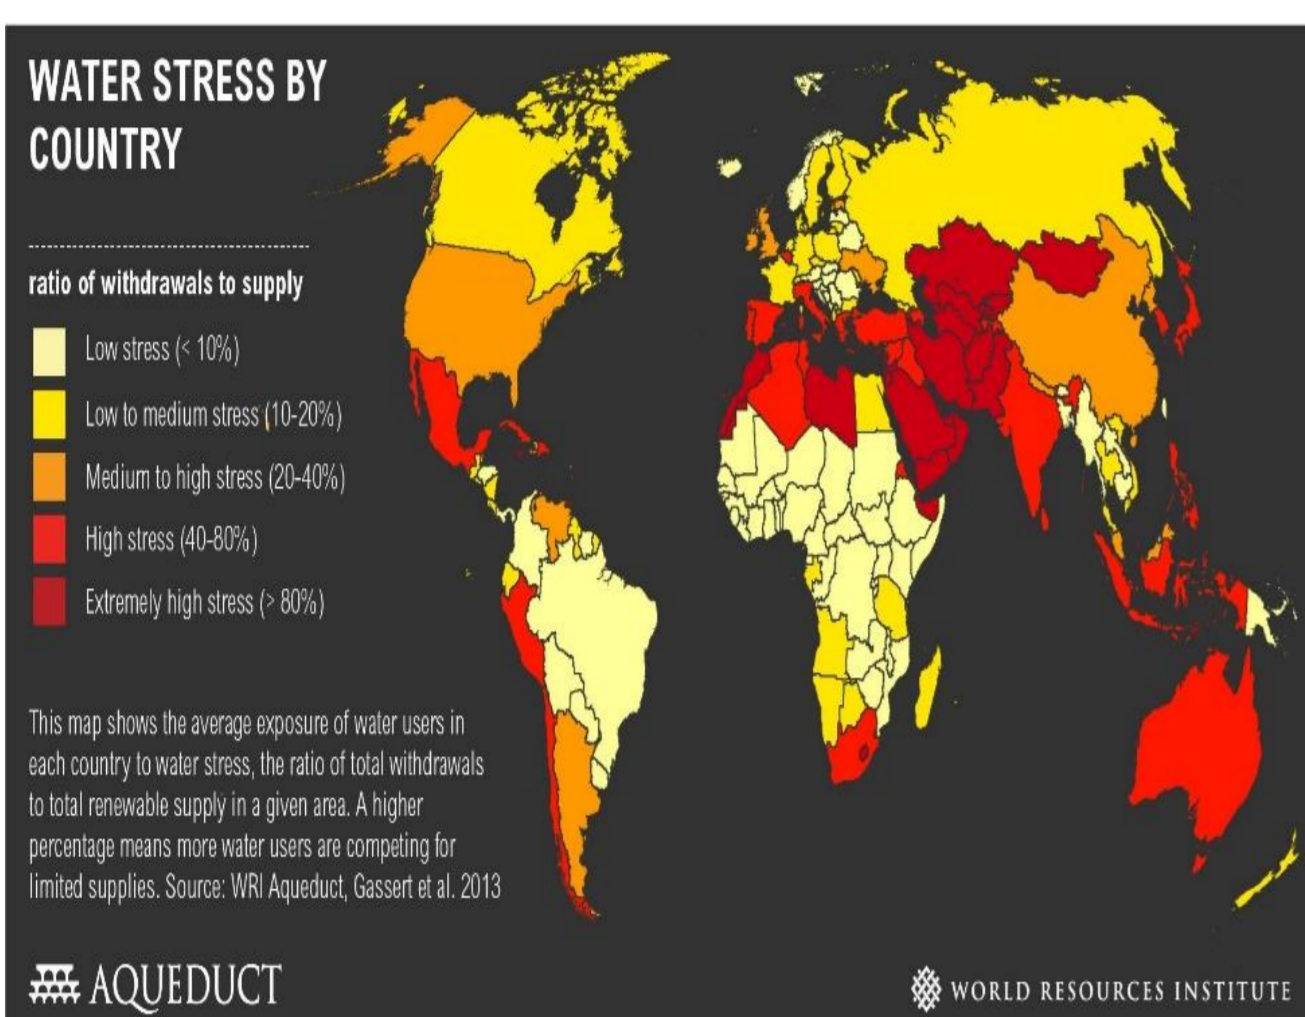 WATER STRESS BY
COUNTRY
ratio of withdrawals to supply
Low stress (< 10%)
Low to medium stress (10-20%)
Medium to high stress (20-40%)
High stress (40-80%)
Extremely high stress (> 80%)
This map shows the average exposure of water users in
each country to water stress, the ratio of total withdrawals
to total renewable supply in a given area. A higher
percentage means more water users are competing for
limited supplies. Source: WRI Aqueduct, Gassert et al. 2013
AQUEDUCT
WORLD RESOURCES INSTITUTE